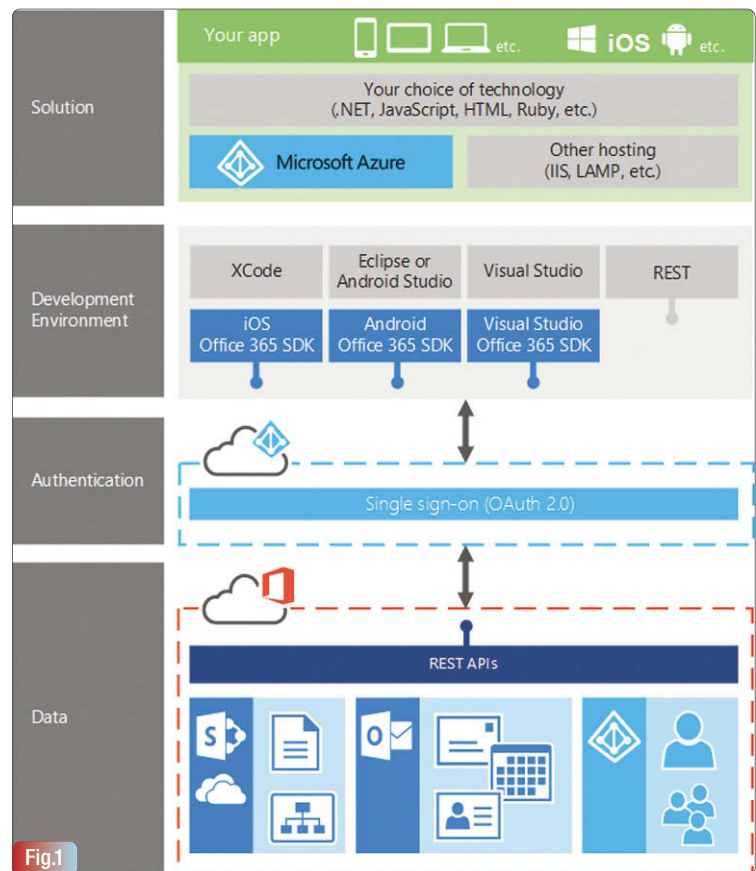 Your app
etc.
iOS
etc.
Solution
Your choice of technology
(.NET, JavaScript, HTML, Ruby, etc.)
Microsoft Azure
Other hosting
(IIS, LAMP, etc.)
Development
Environment
XCode
Eclipse or
Android Studio
Visual Studio
REST
iOS
Office 365 SDK
Android
Office 365 SDK
Visual Studio
Office 365 SDK
Authentication
Single sign-on (OAuth 2.0)
Data
REST APIs
S
O
Fig.1